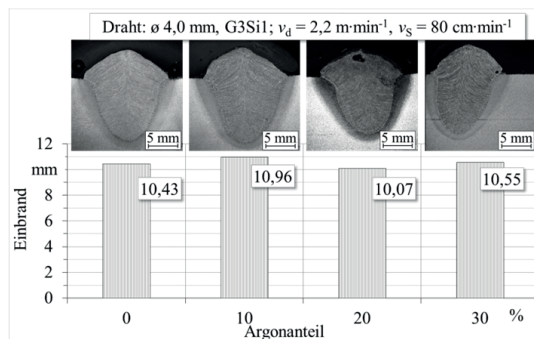 Draht: ø 4,0 mm, G3Si1; vd = 2,2 m·min-1, vS = 80 cm·min-1
5 mm 5 mm 5 mm 5 mm
12
mm
8
6
4
2
0
Einbrand
10,43 10,96 10,07 10,55
0 10 20 30 %
Argonanteil